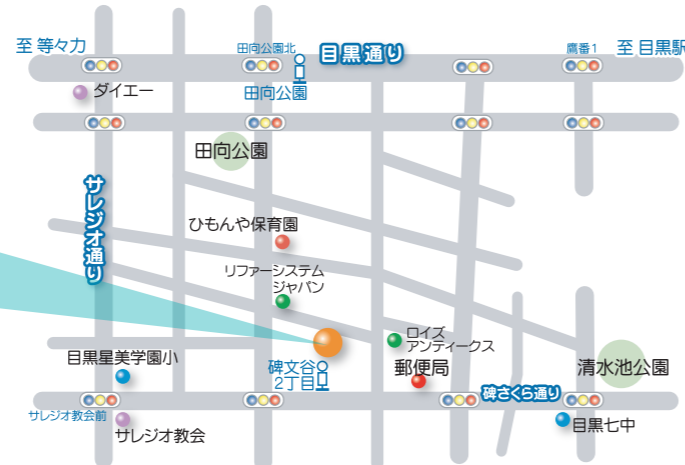 至 等々力
田向公園北
目黒通り
鷹番1
至 目黒駅
田向公園
ダイエー
田向公園
サレジオ通り
ひもんや保育園
リファーシステム
ジャパン
ロイズ
アンティークス
目黒星美学園小
碑文谷
2丁目
郵便局
清水池公園
碑さくら通り
サレジオ教会前
サレジオ教会
目黒七中